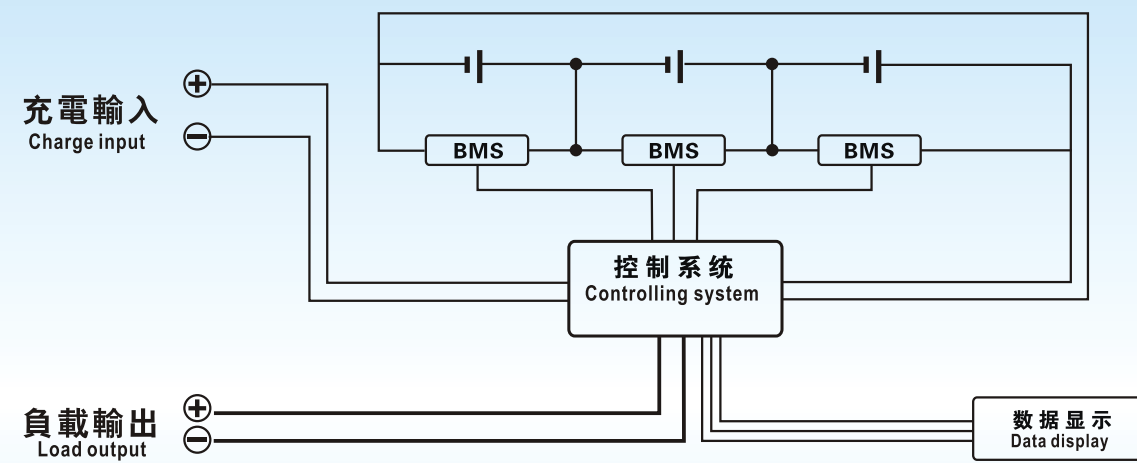 充電輸入
Charge input
BMS
BMS
BMS
控制系统
Controlling system
負載輸出
Load output
数据显示
Data display